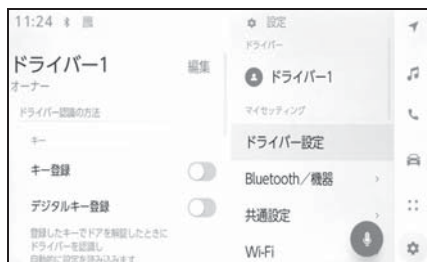 11:24
ドライバー1
編集
オーナー
ドライバー認識の方法
キー
キー登録
デジタルキー登録
登録したキーでドアを解錠したときに
ドライバーを認識し
自動的に設定を読み込みます
設定
ドライバー
ドライバー1
マイセッティング
ドライバー設定
Bluetooth／機器
共通設定
Wi-Fi